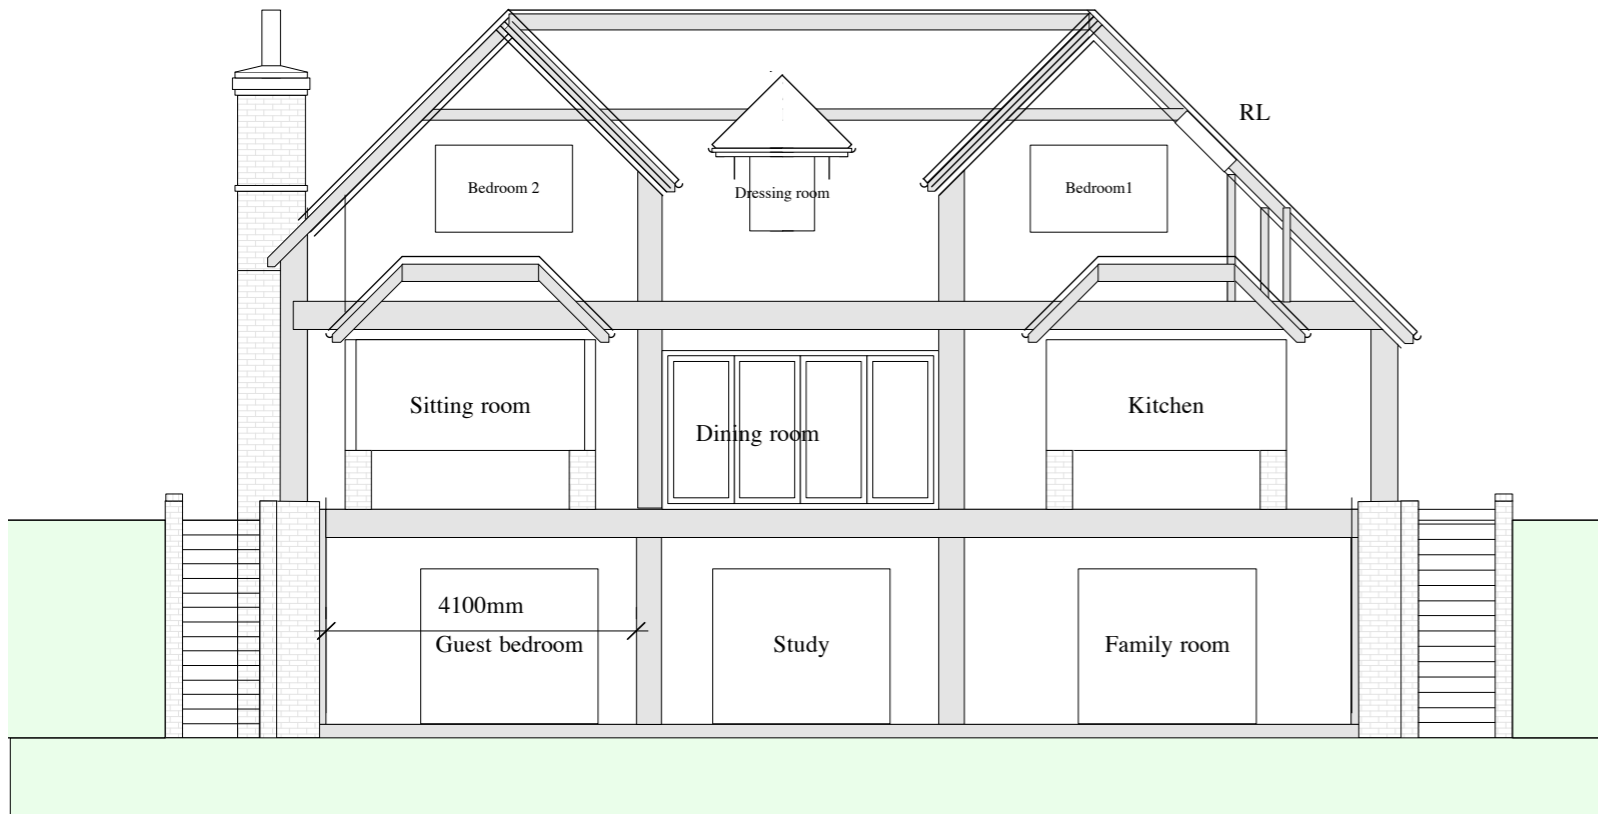 RL
Bedroom 2
Dressing room
Bedroom1
Sitting room
Dining room
Kitchen
4100mm
Guest bedroom
Study
Family room